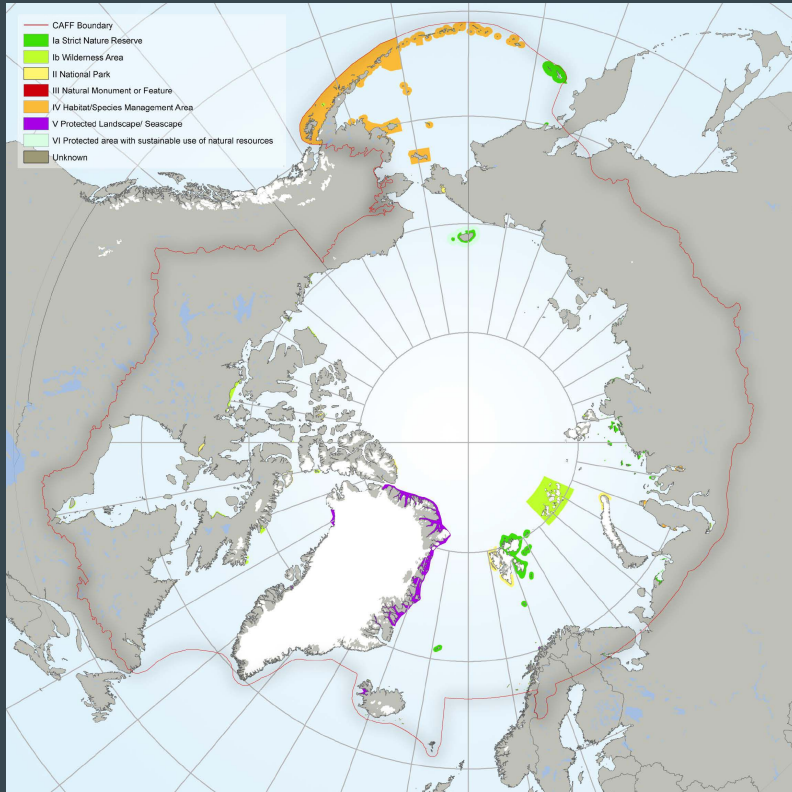 CAFF Boundary
Ia Strict Nature Reserve
Ib Wilderness Area
II National Park
III Natural Monument or Feature
IV Habitat/Species Management Area
V Protected Landscape/ Seascape
VI Protected area with sustainable use of natural resources
Unknown